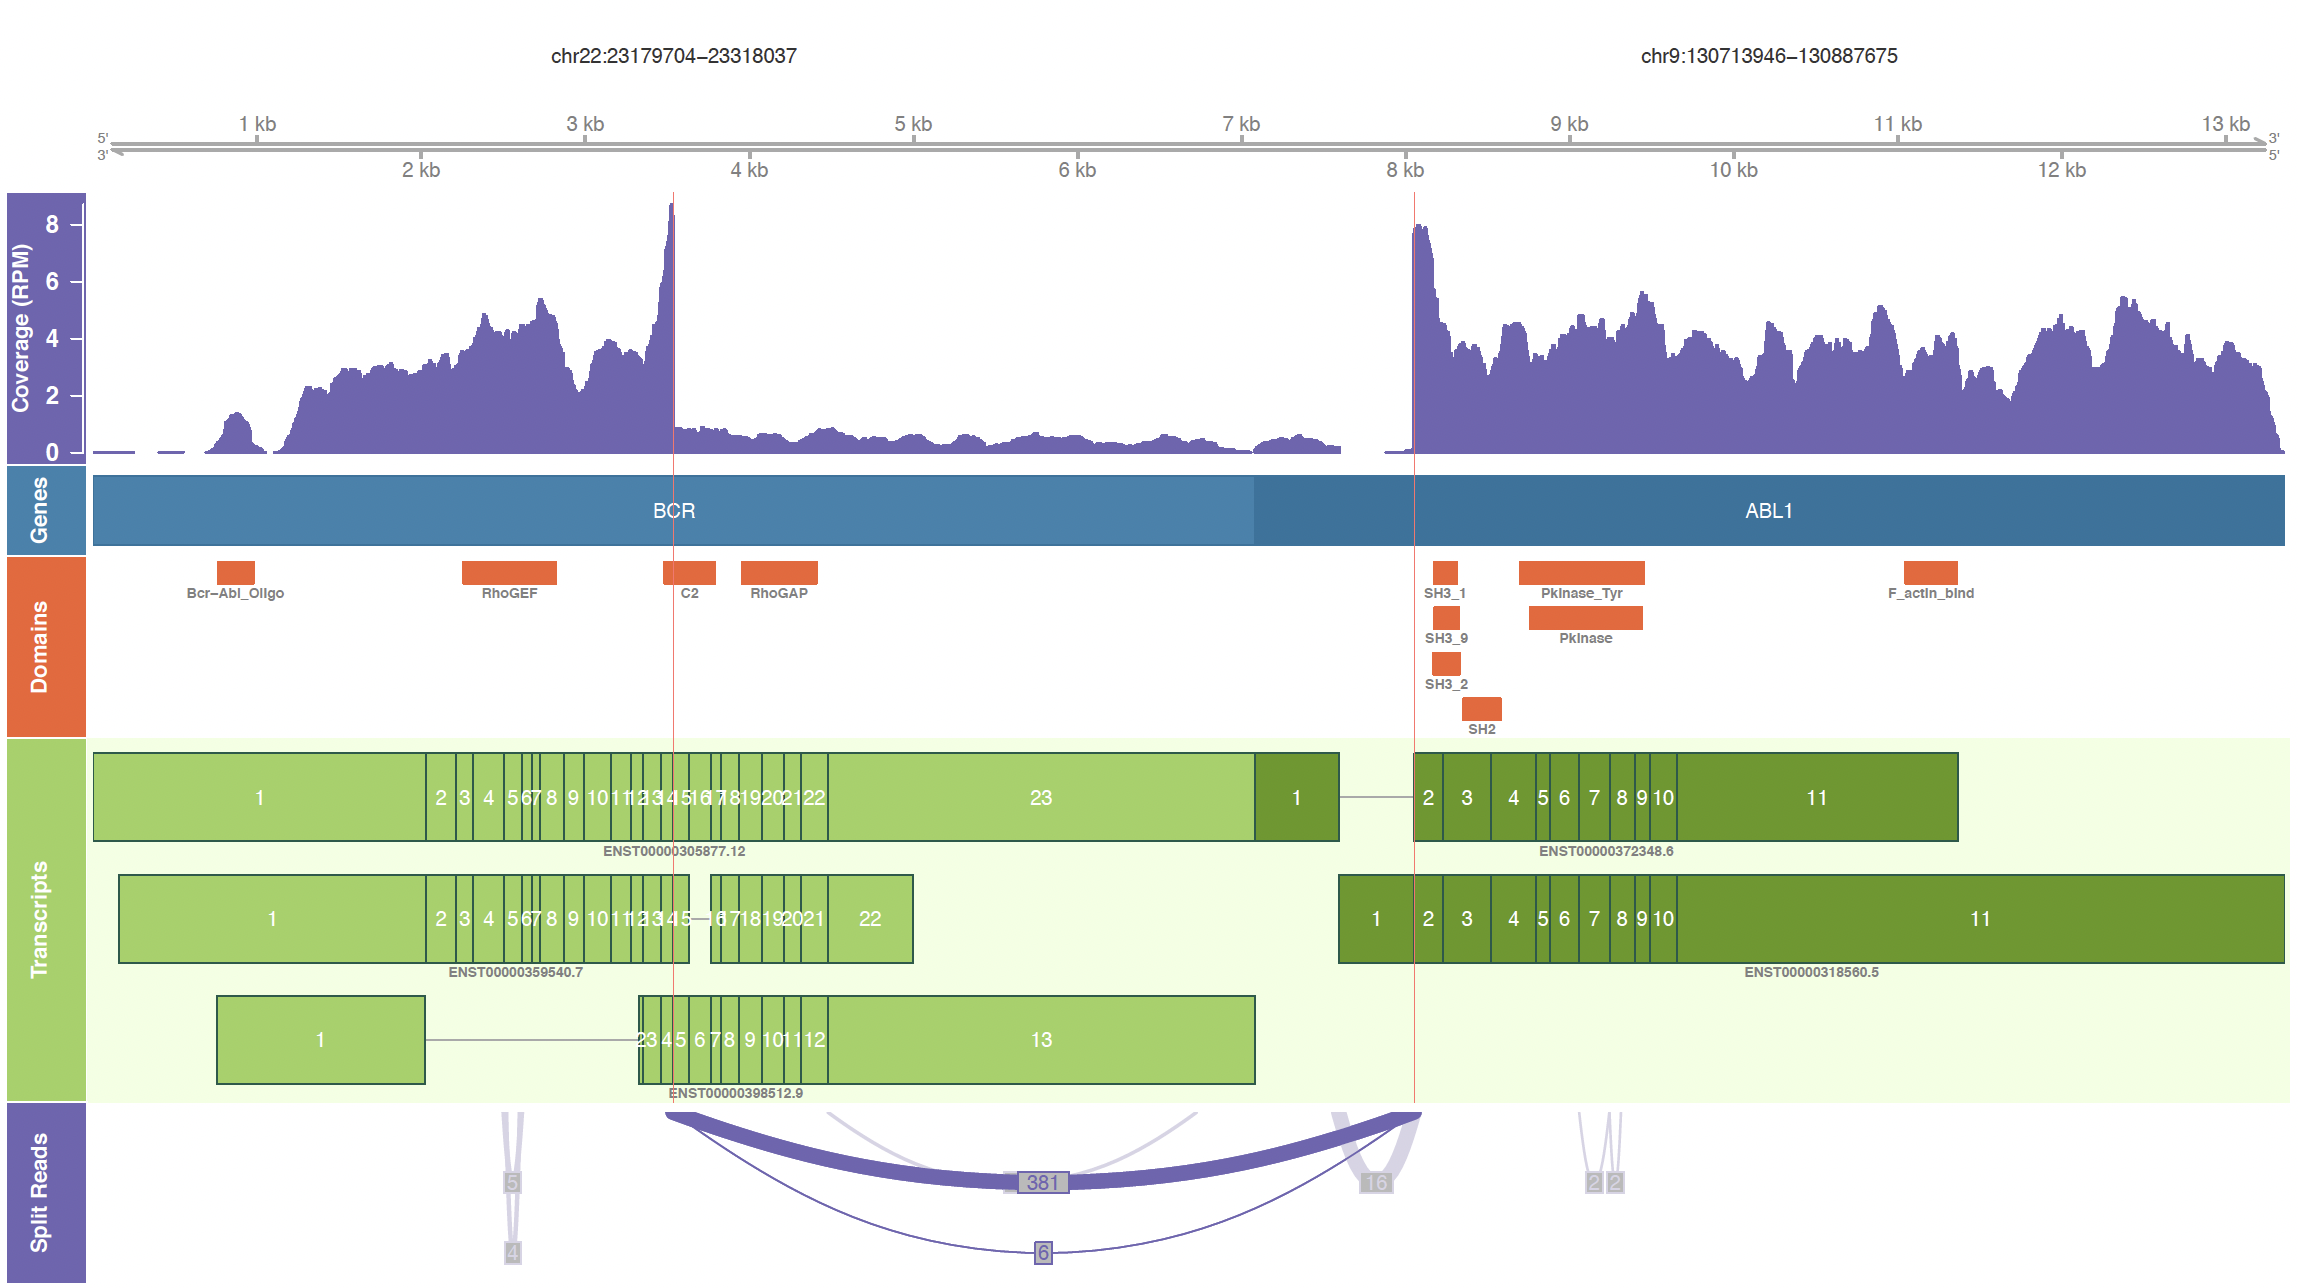 chr22:23179704−23318037 chr9:130713946−130887675
1 kb 3 kb 5 kb 7 kb 9 kb 11 kb 13 kb
5' 3'
3' 5'
2 kb 4 kb 6 kb 8 kb 10 kb 12 kb
Coverage (RPM)
8
6
4
2
0
Genes
BCR ABL1
Domains
Bcr−Abl_Oligo RhoGEF C2 RhoGAP SH3_1 Pkinase_Tyr F_actin_bind
SH3_9 Pkinase
SH3_2
SH2
Transcripts
1 2 3 4 5 6 7 8 9 10 11 12 13 14 15 16 17 18 19 20 21 22 23 1 2 3 4 5 6 7 8 9 10 11
ENST00000305877.12 ENST00000372348.6
1 2 3 4 5 6 7 8 9 10 11 12 13 14 15 16 17 18 19 20 21 22 1 2 3 4 5 6 7 8 9 10 11
ENST00000359540.7 ENST00000318560.5
1 2 3 4 5 6 7 8 9 10 11 12 13
ENST00000398512.9
Split Reads
5 381 16 2 2
4 6